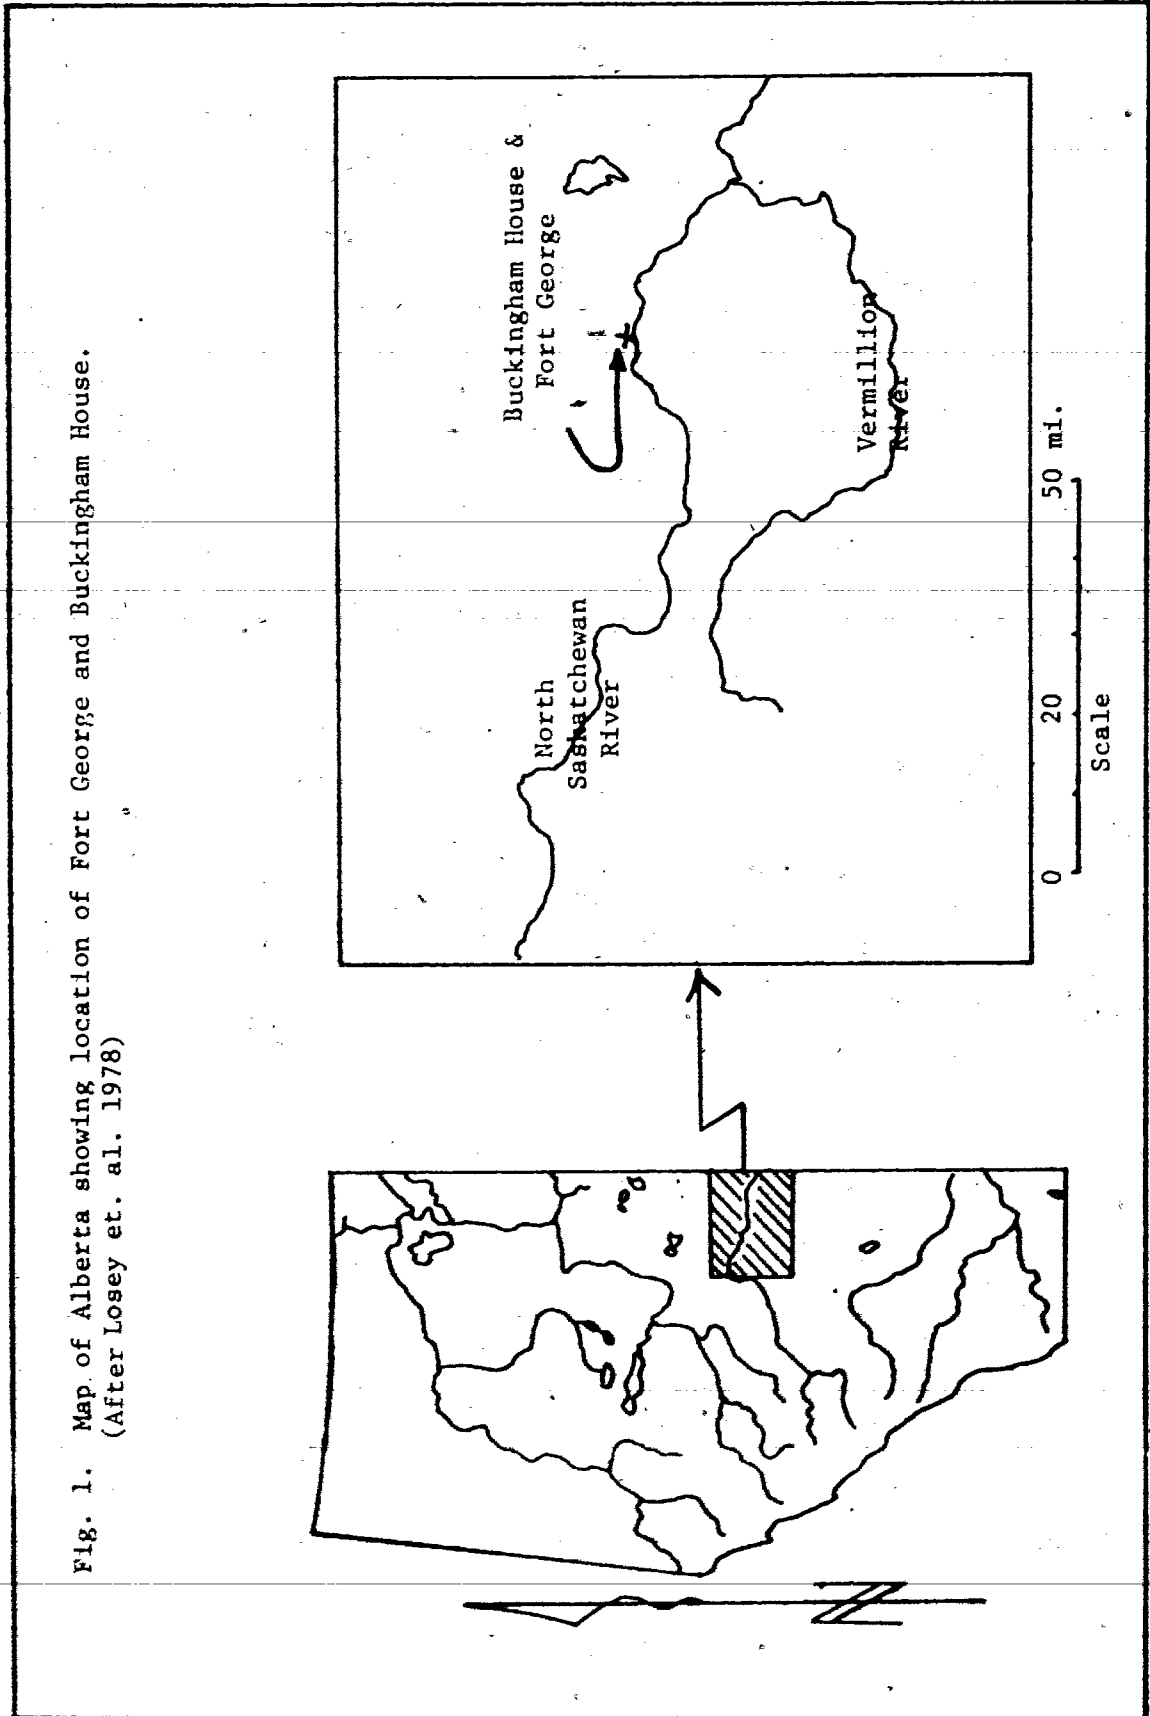 Fig. 1. Map of Alberta showing location of Fort George and Buckingham House.
(After Losey et. al. 1978)
Buckingham House &
Fort George
North
Saskatchewan
River
Vermillion
River
0 20 50 mi.
Scale
N